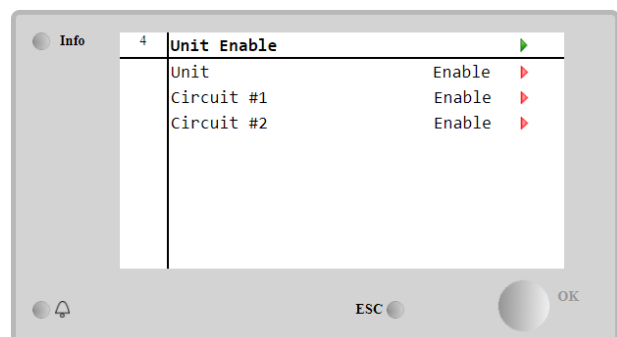 Info
4 Unit Enable
Unit Enable
Circuit #1 Enable
Circuit #2 Enable
ESC
OK